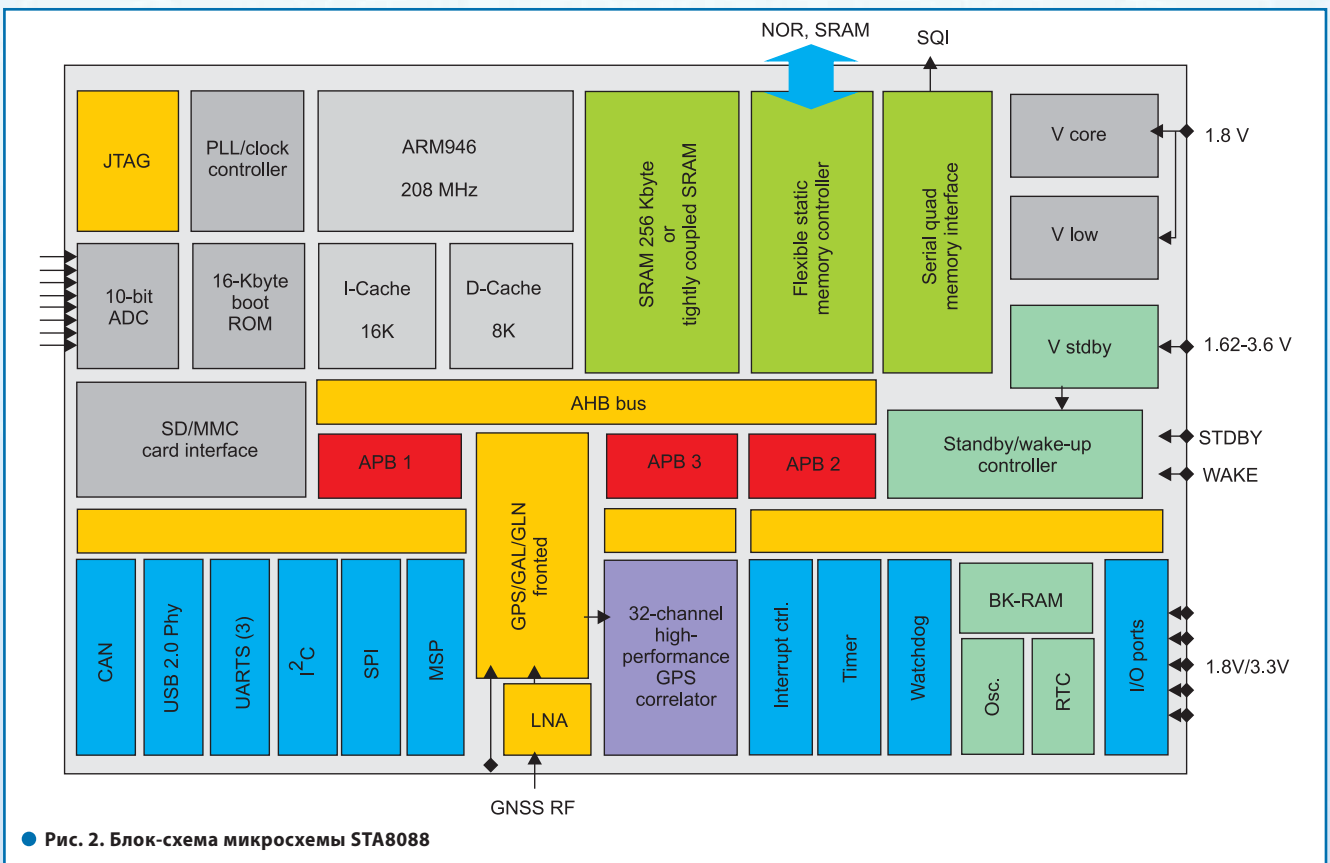 NOR, SRAM
SQI
JTAG
PLL/clock
controller
ARM946
208 MHz
SRAM 256 Kbyte
or
tightly coupled SRAM
Flexible static
memory controller
Serial quad
memory interface
V core
1.8 V
V low
10-bit
ADC
16-Kbyte
boot
ROM
I-Cache
16K
D-Cache
8K
V stdby
1.62-3.6 V
SD/MMC
card interface
AHB bus
APB 1
APB 3
APB 2
Standby/wake-up
controller
STDBY
WAKE
GPS/GAL/GLN
fronted
CAN
USB 2.0 Phy
UARTS (3)
I²C
SPI
MSP
LNA
32-channel
high-
performance
GPS
correlator
Interrupt ctrl.
Timer
Watchdog
BK-RAM
Osc.
RTC
I/O ports
1.8V/3.3V
GNSS RF
Рис. 2. Блок-схема микросхемы STA8088